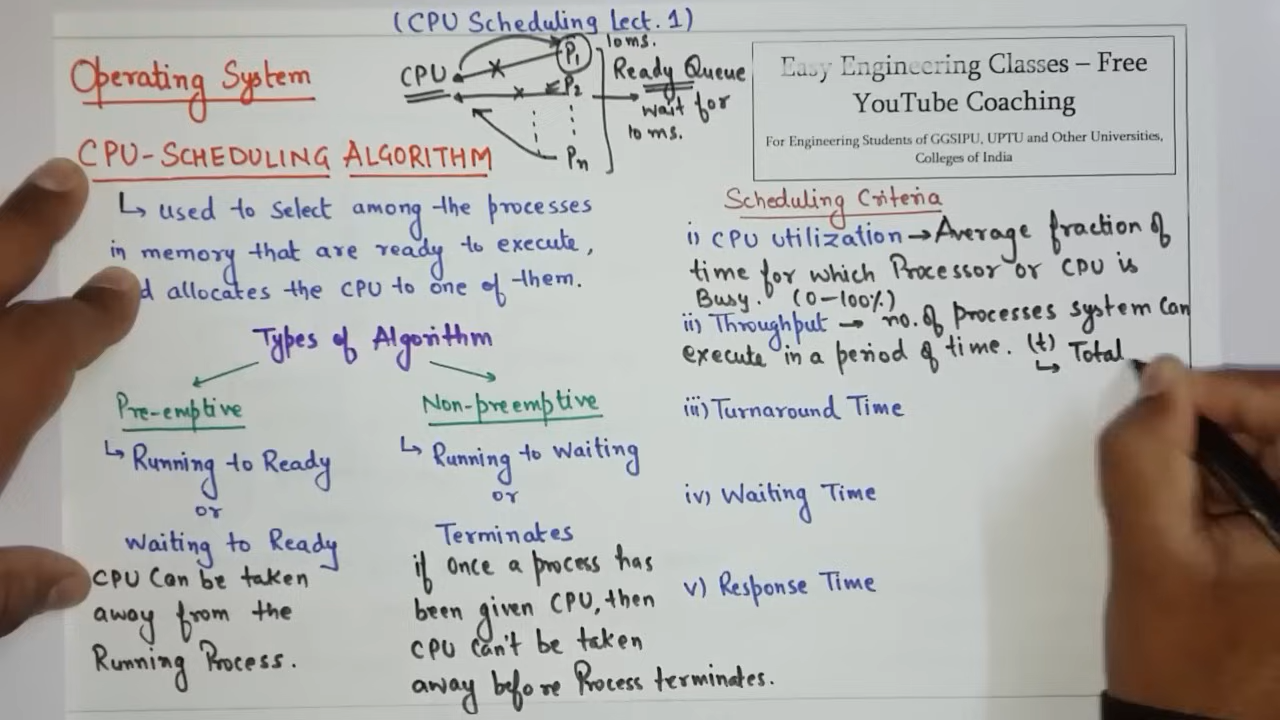 (CPU Scheduling Lect. 1)
Operating System
CPU
P1
P2
Pn
10ms.
Ready Queue
wait for
10 ms.
Easy Engineering Classes – Free
YouTube Coaching
For Engineering Students of GGSIPU, UPTU and Other Universities,
Colleges of India
CPU-SCHEDULING ALGORITHM
↳ used to select among the processes
in memory that are ready to execute,
d allocates the CPU to one of them.
Types of Algorithm
Pre-emptive
↳ Running to Ready
or
Waiting to Ready
CPU Can be taken
away from the
Running Process.
Non-preemptive
↳ Running to Waiting
or
Terminates
if once a process has
been given CPU, then
CPU can't be taken
away before Process terminates.
Scheduling Criteria
i) CPU utilization → Average fraction of
time for which Processor or CPU is
Busy. (0-100%)
ii) Throughput → no. of processes system can
execute in a period of time. (t)
↳ Total
iii) Turnaround Time
iv) Waiting Time
v) Response Time